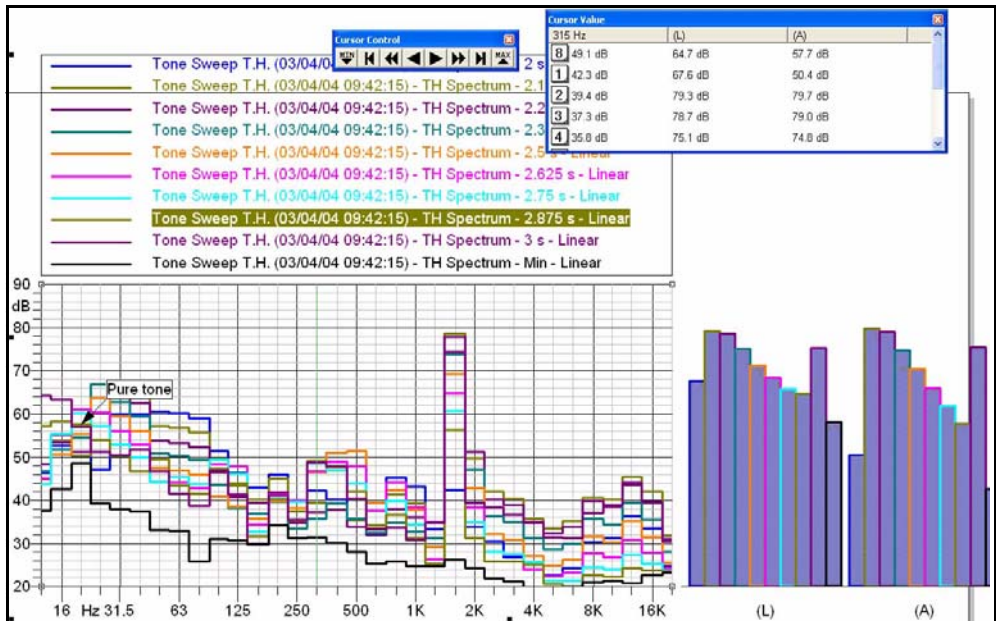 Cursor Control
MIN MAX
Cursor Value
315 Hz (L) (A)
8 49.1 dB 64.7 dB 57.7 dB
1 42.3 dB 67.6 dB 50.4 dB
2 39.4 dB 79.3 dB 79.7 dB
3 37.3 dB 78.7 dB 79.0 dB
4 35.8 dB 75.1 dB 74.8 dB
Tone Sweep T.H. (03/04/0 2 s
Tone Sweep T.H. (03/04/04 09:42:15) - TH Spectrum - 2.1
Tone Sweep T.H. (03/04/04 09:42:15) - TH Spectrum - 2.2
Tone Sweep T.H. (03/04/04 09:42:15) - TH Spectrum - 2.3
Tone Sweep T.H. (03/04/04 09:42:15) - TH Spectrum - 2.5 s - Linear
Tone Sweep T.H. (03/04/04 09:42:15) - TH Spectrum - 2.625 s - Linear
Tone Sweep T.H. (03/04/04 09:42:15) - TH Spectrum - 2.75 s - Linear
Tone Sweep T.H. (03/04/04 09:42:15) - TH Spectrum - 2.875 s - Linear
Tone Sweep T.H. (03/04/04 09:42:15) - TH Spectrum - 3 s - Linear
Tone Sweep T.H. (03/04/04 09:42:15) - TH Spectrum - Min - Linear
90
dB
80
70
Pure tone
60
50
40
30
20
16 Hz 31.5 63 125 250 500 1K 2K 4K 8K 16K (L) (A)